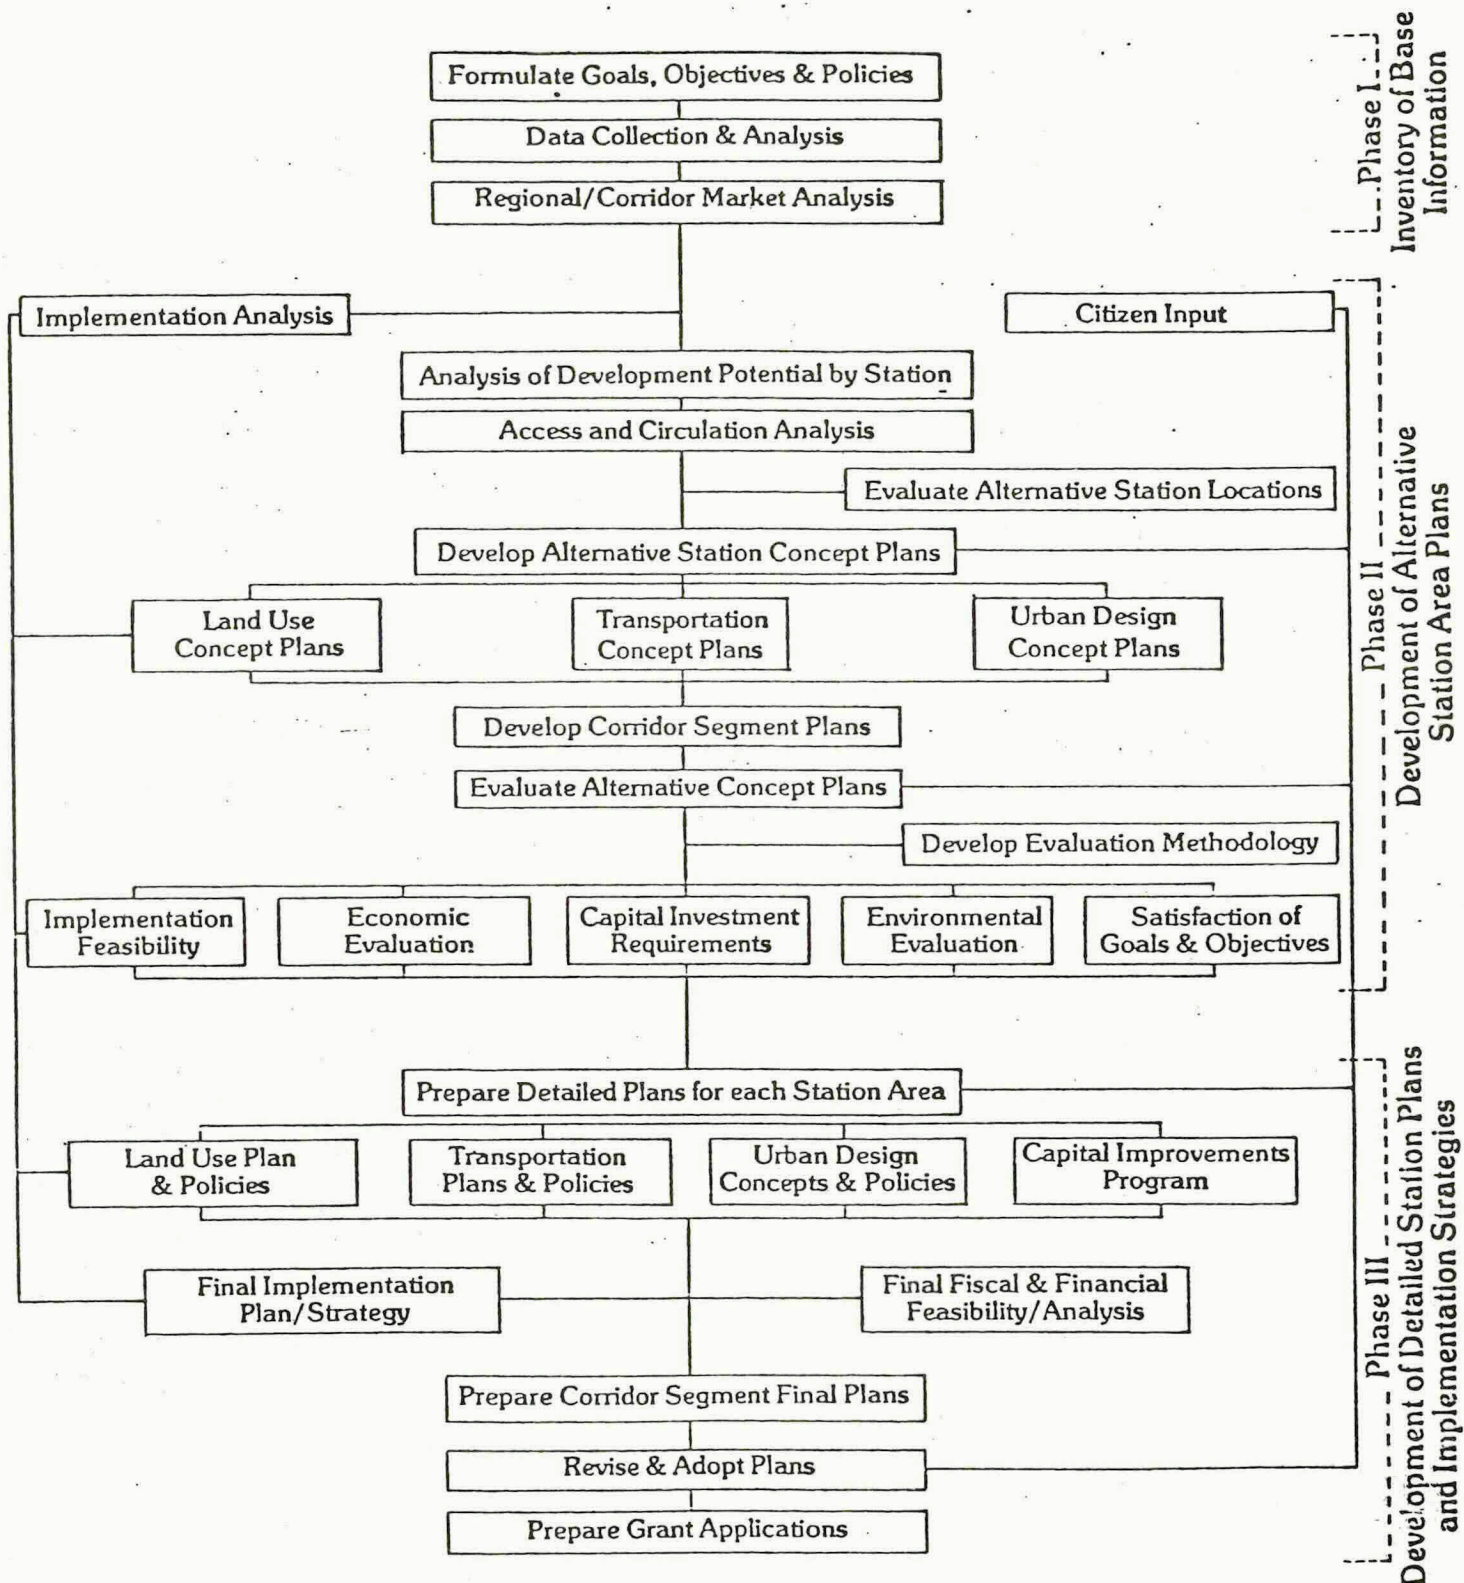 Formulate Goals, Objectives & Policies
Data Collection & Analysis
Regional/Corridor Market Analysis
Phase I
Inventory of Base
Information
Implementation Analysis
Citizen Input
Analysis of Development Potential by Station
Access and Circulation Analysis
Evaluate Alternative Station Locations
Develop Alternative Station Concept Plans
Land Use
Concept Plans
Transportation
Concept Plans
Urban Design
Concept Plans
Develop Corridor Segment Plans
Evaluate Alternative Concept Plans
Develop Evaluation Methodology
Implementation
Feasibility
Economic
Evaluation
Capital Investment
Requirements
Environmental
Evaluation
Satisfaction of
Goals & Objectives
Phase II
Development of Alternative
Station Area Plans
Prepare Detailed Plans for each Station Area
Land Use Plan
& Policies
Transportation
Plans & Policies
Urban Design
Concepts & Policies
Capital Improvements
Program
Final Implementation
Plan/Strategy
Final Fiscal & Financial
Feasibility/Analysis
Prepare Corridor Segment Final Plans
Revise & Adopt Plans
Prepare Grant Applications
Phase III
Development of Detailed Station Plans
and Implementation Strategies